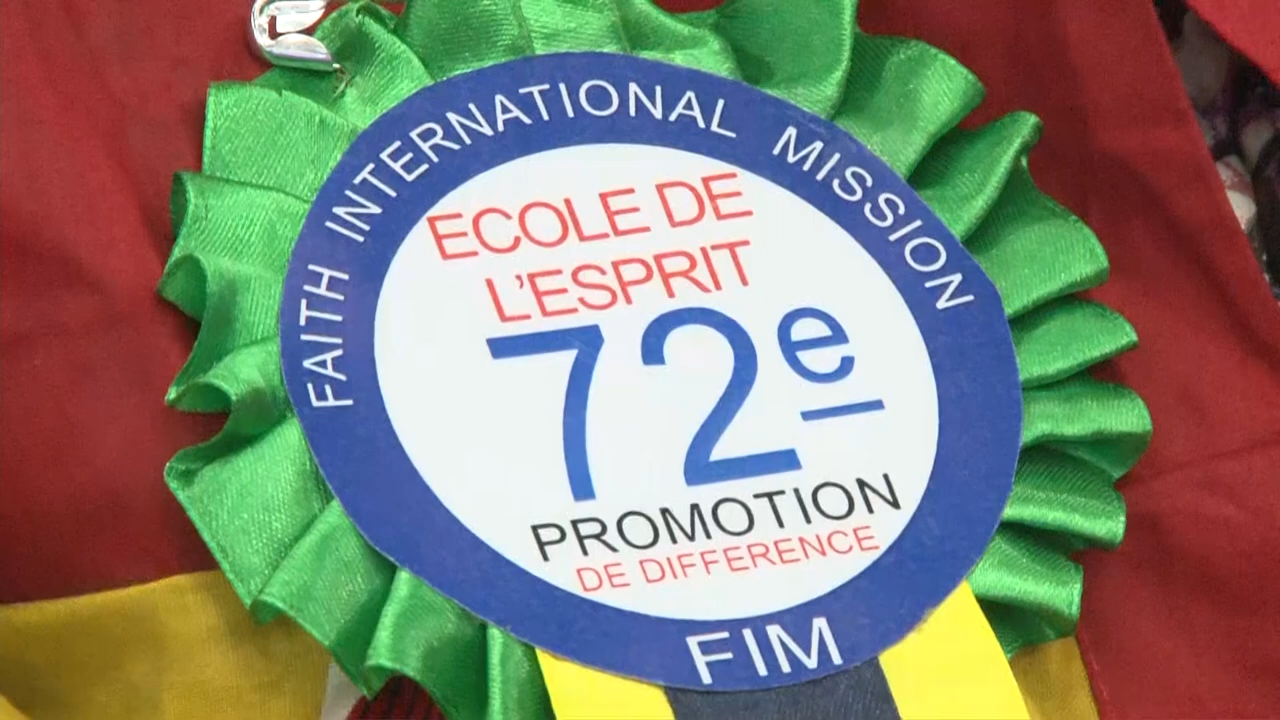 FAITH INTERNATIONAL MISSION
ECOLE DE
L'ESPRIT
72e
PROMOTION
DE DIFFERENCE
FIM